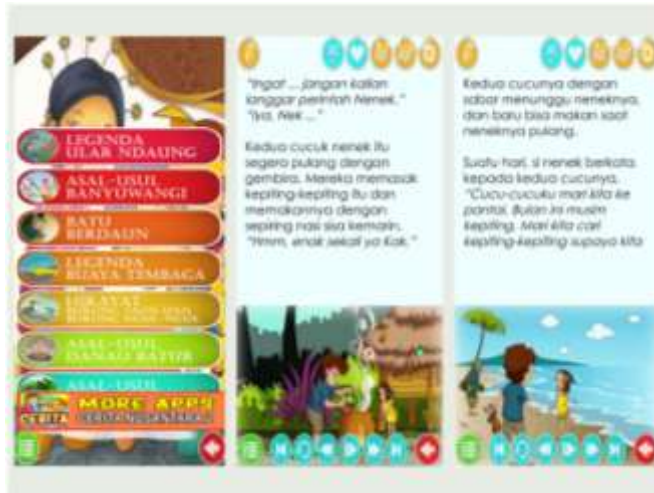 LEGENDA
ULAR NDAUNG
ASAL-USUL
BANYUWANGI
BATU
BERDAUN
LEGENDA
BUAYA TEMBAGA
HIKAYAT
ASAL-USUL
DANAU BATUR
ASAL-USUL
MORE APPS
CERITA NUSANTARA
"Ingat ... jangan kalian
langgar perintah Nenek."
"Iya, Nek ..."
Kedua cucuk nenek itu
segera pulang dengan
gembira. Mereka memasak
kepiting-kepiting itu dan
memakannya dengan
sepiring nasi sisa kemarin.
"Hmm, enak sekali ya Kak."
Kedua cucunya dengan
sabar menunggu neneknya,
dan baru bisa makan saat
neneknya pulang.
Suatu hari, si nenek berkata
kepada kedua cucunya,
"Cucu-cucuku mari kita ke
pantai. Bulan ini musim
kepiting. Mari kita cari
kepiting-kepiting supaya kita